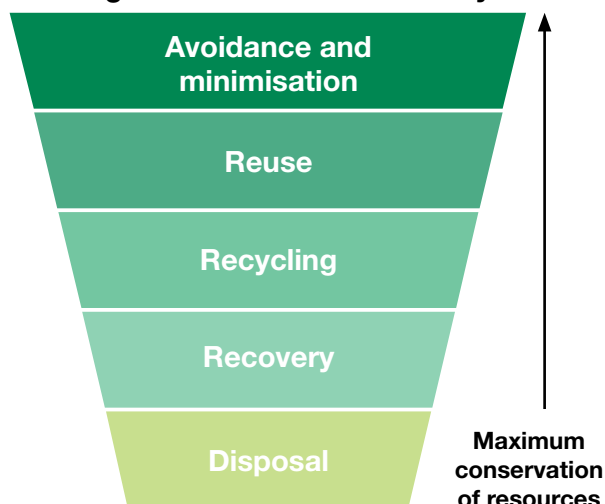 Avoidance and
minimisation
Reuse
Recycling
Recovery
Disposal
Maximum
conservation
of resources